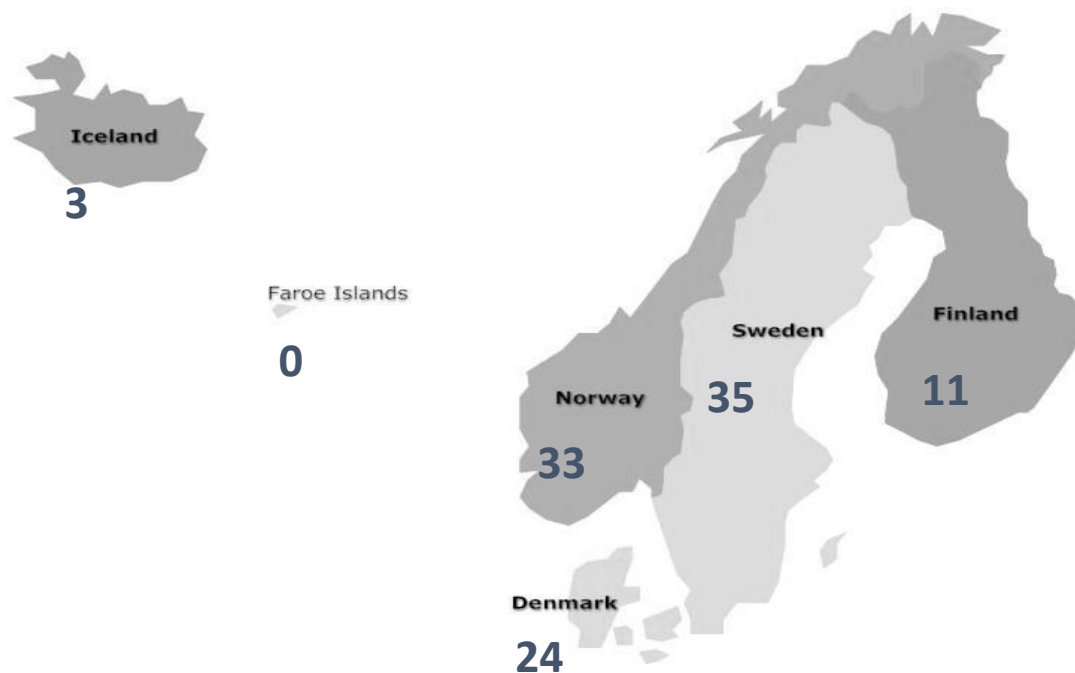 Iceland
3
Faroe Islands
0
Norway
33
Sweden
35
Finland
11
Denmark
24